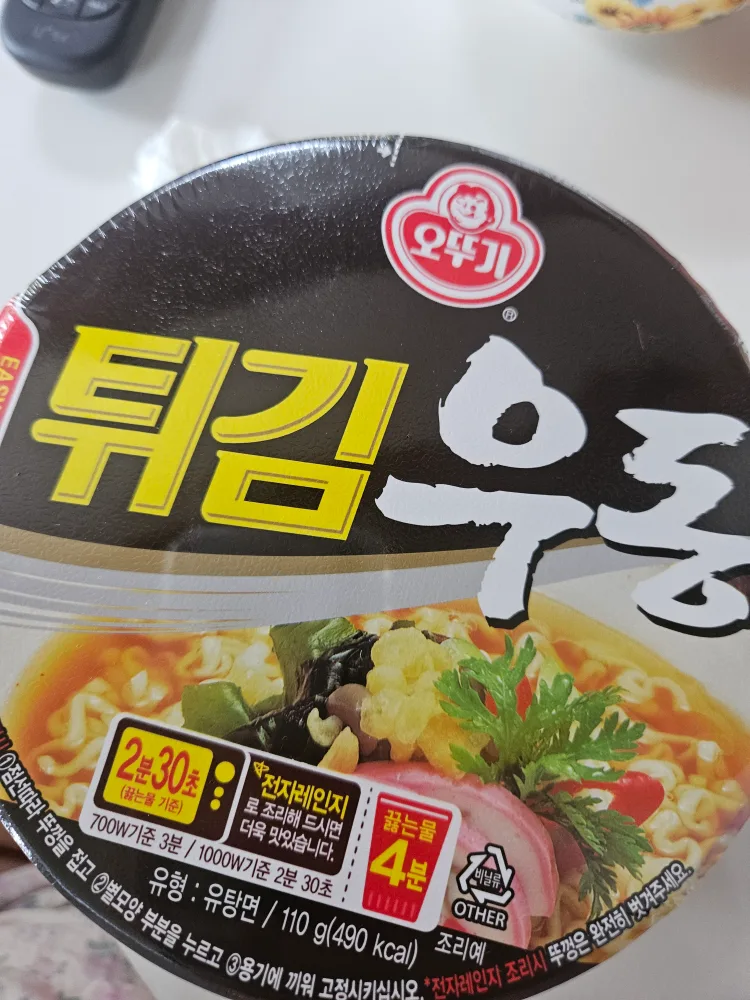 오뚜기
®
EASY
튀김 우동
2분30초
(끓는물 기준)
전자레인지
로 조리해 드시면
더욱 맛있습니다.
700W기준 3분 / 1000W기준 2분 30초
끓는물
4분
비닐류
OTHER
유형 : 유탕면 / 110 g(490 kcal)
조리예
①점선따라 뚜껑을 접고 ②별모양 부분을 누르고 ③용기에 끼워 고정시키십시오.
*전자레인지 조리시 뚜껑은 완전히 벗겨주세요.